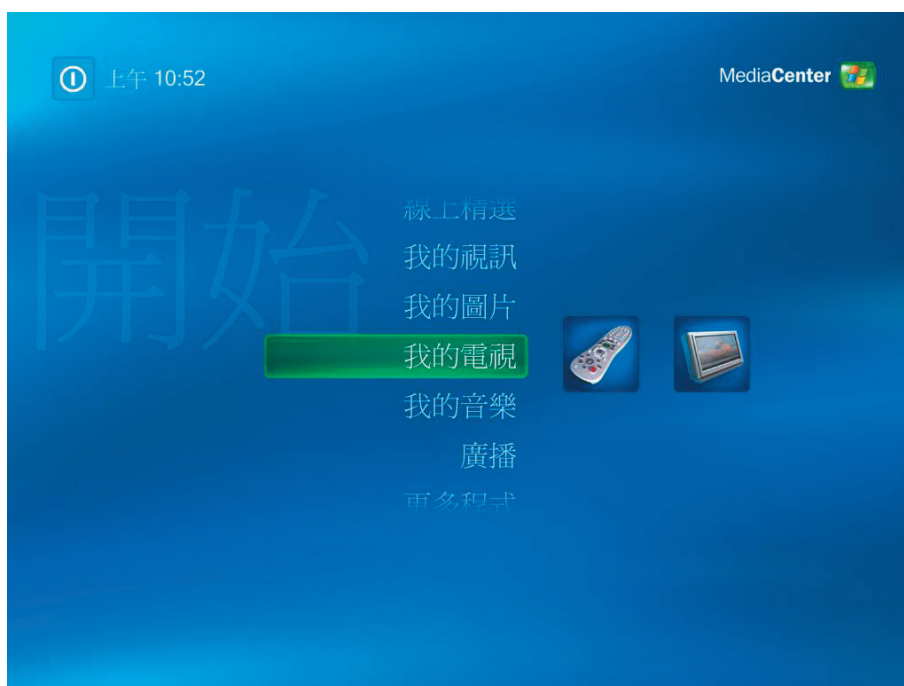 上午 10:52
MediaCenter
開始
線上精選
我的視訊
我的圖片
我的電視
我的音樂
廣播
更多程式